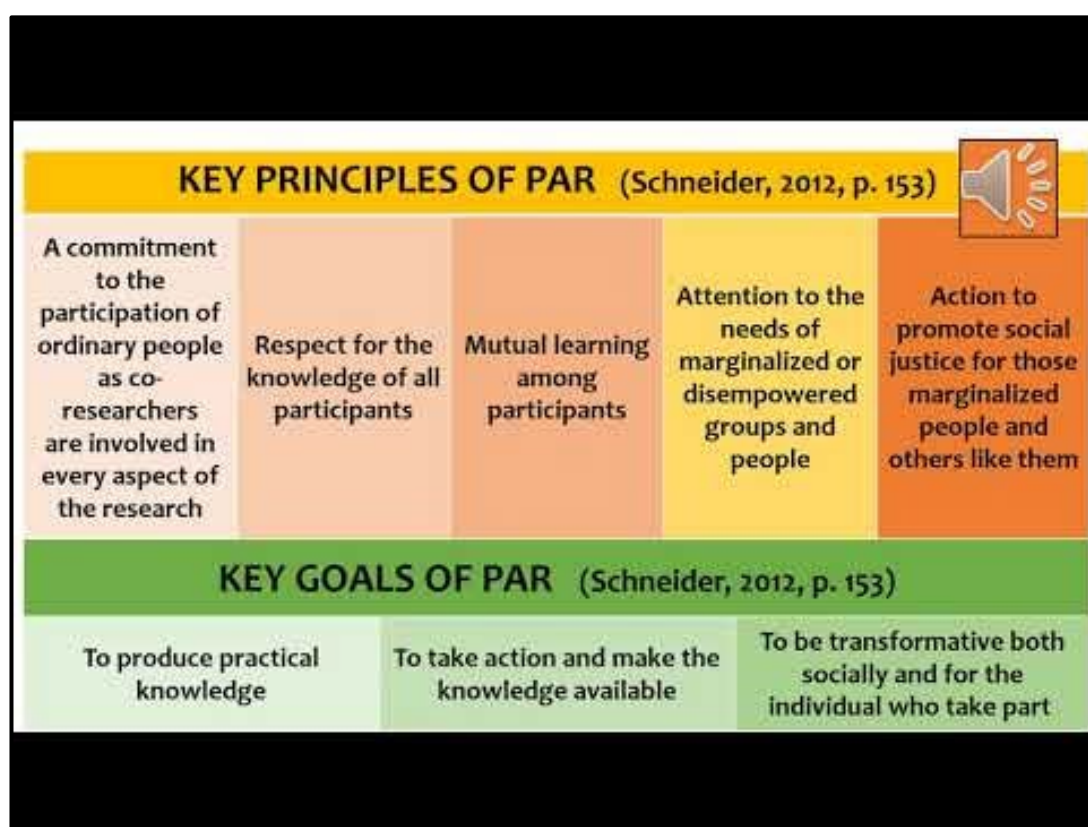 KEY PRINCIPLES OF PAR (Schneider, 2012, p. 153)
A commitment
to the
participation of
ordinary people
as co-
researchers
are involved in
every aspect of
the research
Respect for the
knowledge of all
participants
Mutual learning
among
participants
Attention to the
needs of
marginalized or
disempowered
groups and
people
Action to
promote social
justice for those
marginalized
people and
others like them
KEY GOALS OF PAR (Schneider, 2012, p. 153)
To produce practical
knowledge
To take action and make the
knowledge available
To be transformative both
socially and for the
individual who take part